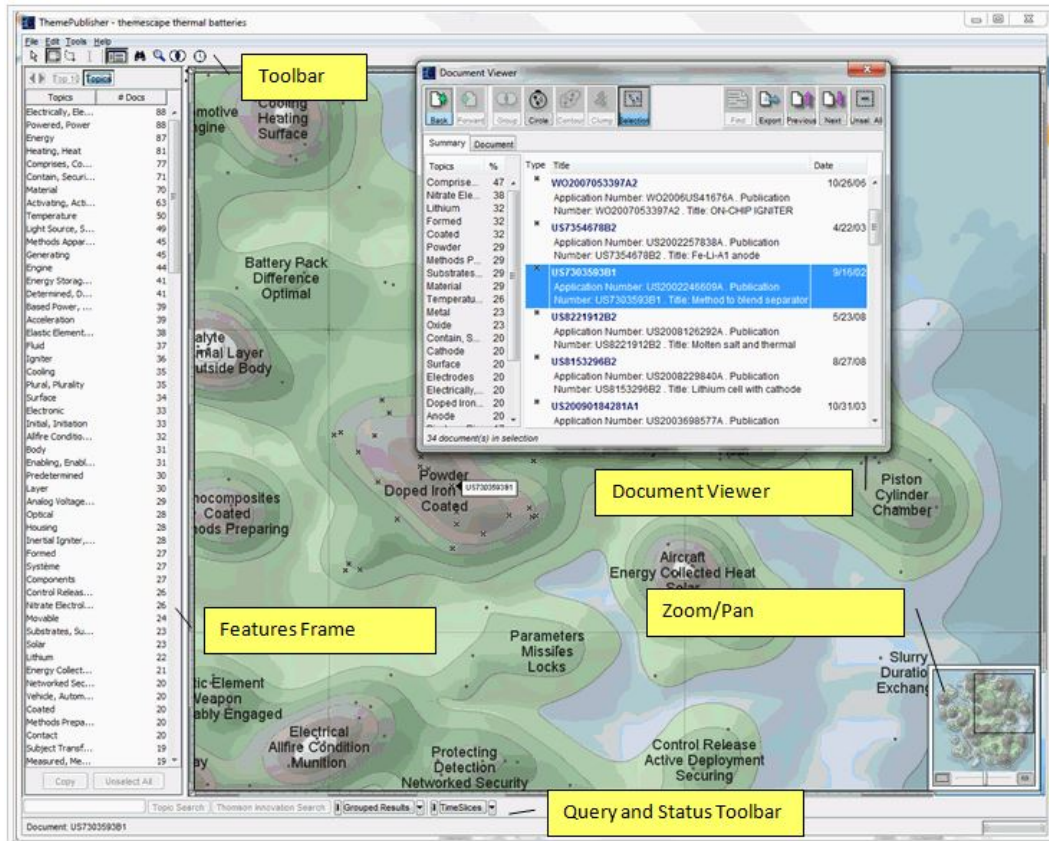 ThemePublisher - themescape thermal batteries
File Edit Tools Help
Toolbar
Top 10 Topics
Topics # Docs
Electrically, Ele... 88
Powered, Power 88
Energy 87
Heating, Heat 81
Comprises, Co... 77
Contain, Securi... 71
Material 70
Activating, Acti... 63
Temperature 50
Light Source, S... 49
Methods Appar... 45
Generating 45
Engine 44
Energy Storag... 41
Determined, D... 41
Based Power, ... 39
Acceleration 39
Elastic Element... 38
Fluid 37
Igniter 36
Cooling 35
Plural, Plurality 35
Surface 34
Electronic 33
Initial, Initiation 33
Allfire Conditio... 32
Body 31
Enabling, Enabl... 31
Predetermined 30
Layer 30
Analog Voltage... 29
Optical 28
Housing 28
Inertial Igniter,... 28
Formed 27
Système 27
Components 27
Control Releas... 26
Nitrate Electrol... 26
Movable 24
Substrates, Su... 23
Solar 23
Lithium 22
Energy Collect... 21
Networked Sec... 20
Vehicle, Autom... 20
Coated 20
Methods Prepa... 20
Contact 20
Subject Transf... 19
Measured, Me... 19
Copy Unselect All
Features Frame
Cooling
Heating
Surface
Battery Pack
Difference
Optimal
Powder
Doped Iron
Coated
US7303593B1
Coated
Aircraft
Energy Collected Heat
Solar
Piston
Cylinder
Chamber
Parameters
Missiles
Locks
Slurry
Electrical
Allfire Condition
Munition
Protecting
Detection
Networked Security
Control Release
Active Deployment
Securing
Document Viewer
Back Forward Group Circle Contour Clump Selection Find Export Previous Next Unsel. All
Summary Document
Topics %
Comprise... 47
Nitrate Ele... 38
Lithium 32
Formed 32
Coated 32
Powder 29
Methods P... 29
Substrates... 29
Material 29
Temperatu... 26
Metal 23
Oxide 23
Contain, S... 20
Cathode 20
Surface 20
Electrodes 20
Electrically,... 20
Doped Iron... 20
Anode 20
Type Title Date
WO2007053397A2 10/26/06
Application Number: WO2006US41676A . Publication
Number: WO2007053397A2 . Title: ON-CHIP IGNITER
US7354678B2 4/22/03
Application Number: US2002257838A . Publication
Number: US7354678B2 . Title: Fe-Li-A1 anode
US7303593B1 9/16/02
Application Number: US2002246609A . Publication
Number: US7303593B1 . Title: Method to blend separator
US8221912B2 5/23/08
Application Number: US2008126292A . Publication
Number: US8221912B2 . Title: Molten salt and thermal
US8153296B2 8/27/08
Application Number: US2008229840A . Publication
Number: US8153296B2 . Title: Lithium cell with cathode
US20090184281A1 10/31/03
Application Number: US2003698577A . Publication
34 document(s) in selection
Document Viewer
Zoom/Pan
Topic Search Thomson Innovation Search Grouped Results TimeSlices
Query and Status Toolbar
Document: US7303593B1